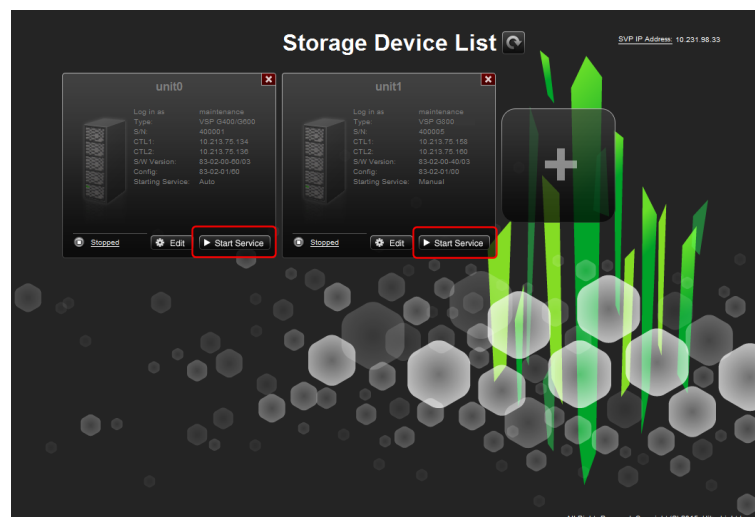 Storage Device List
SVP IP Address: 10.231.98.33
unit0
Log in as maintenance
Type: VSP G400/G600
S/N: 400001
CTL1: 10.213.75.134
CTL2: 10.213.75.136
S/W Version: 83-02-00-60/03
Config: 83-02-01/60
Starting Service: Auto
Stopped
Edit
Start Service
unit1
Log in as maintenance
Type: VSP G800
S/N: 400005
CTL1: 10.213.75.158
CTL2: 10.213.75.160
S/W Version: 83-02-00-40/03
Config: 83-02-01/00
Starting Service: Manual
Stopped
Edit
Start Service